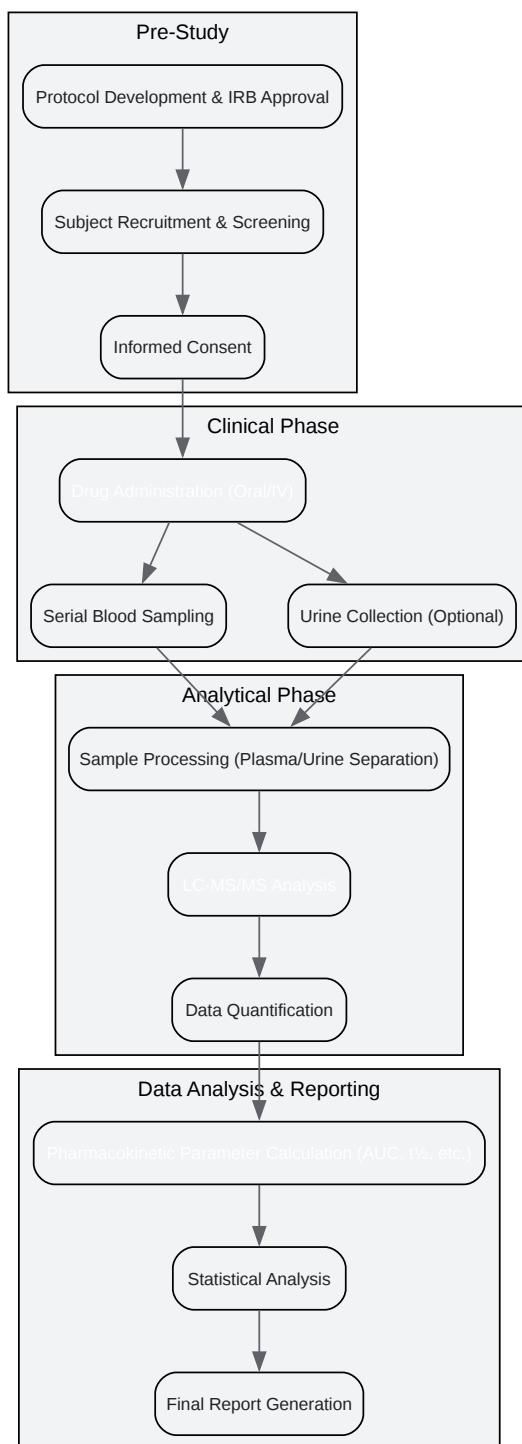 Pre-Study
Protocol Development & IRB Approval
Subject Recruitment & Screening
Informed Consent
Clinical Phase
Drug Administration (Oral/IV)
Serial Blood Sampling
Urine Collection (Optional)
Analytical Phase
Sample Processing (Plasma/Urine Separation)
LC-MS/MS Analysis
Data Quantification
Data Analysis & Reporting
Pharmacokinetic Parameter Calculation (AUC, t½, etc.)
Statistical Analysis
Final Report Generation